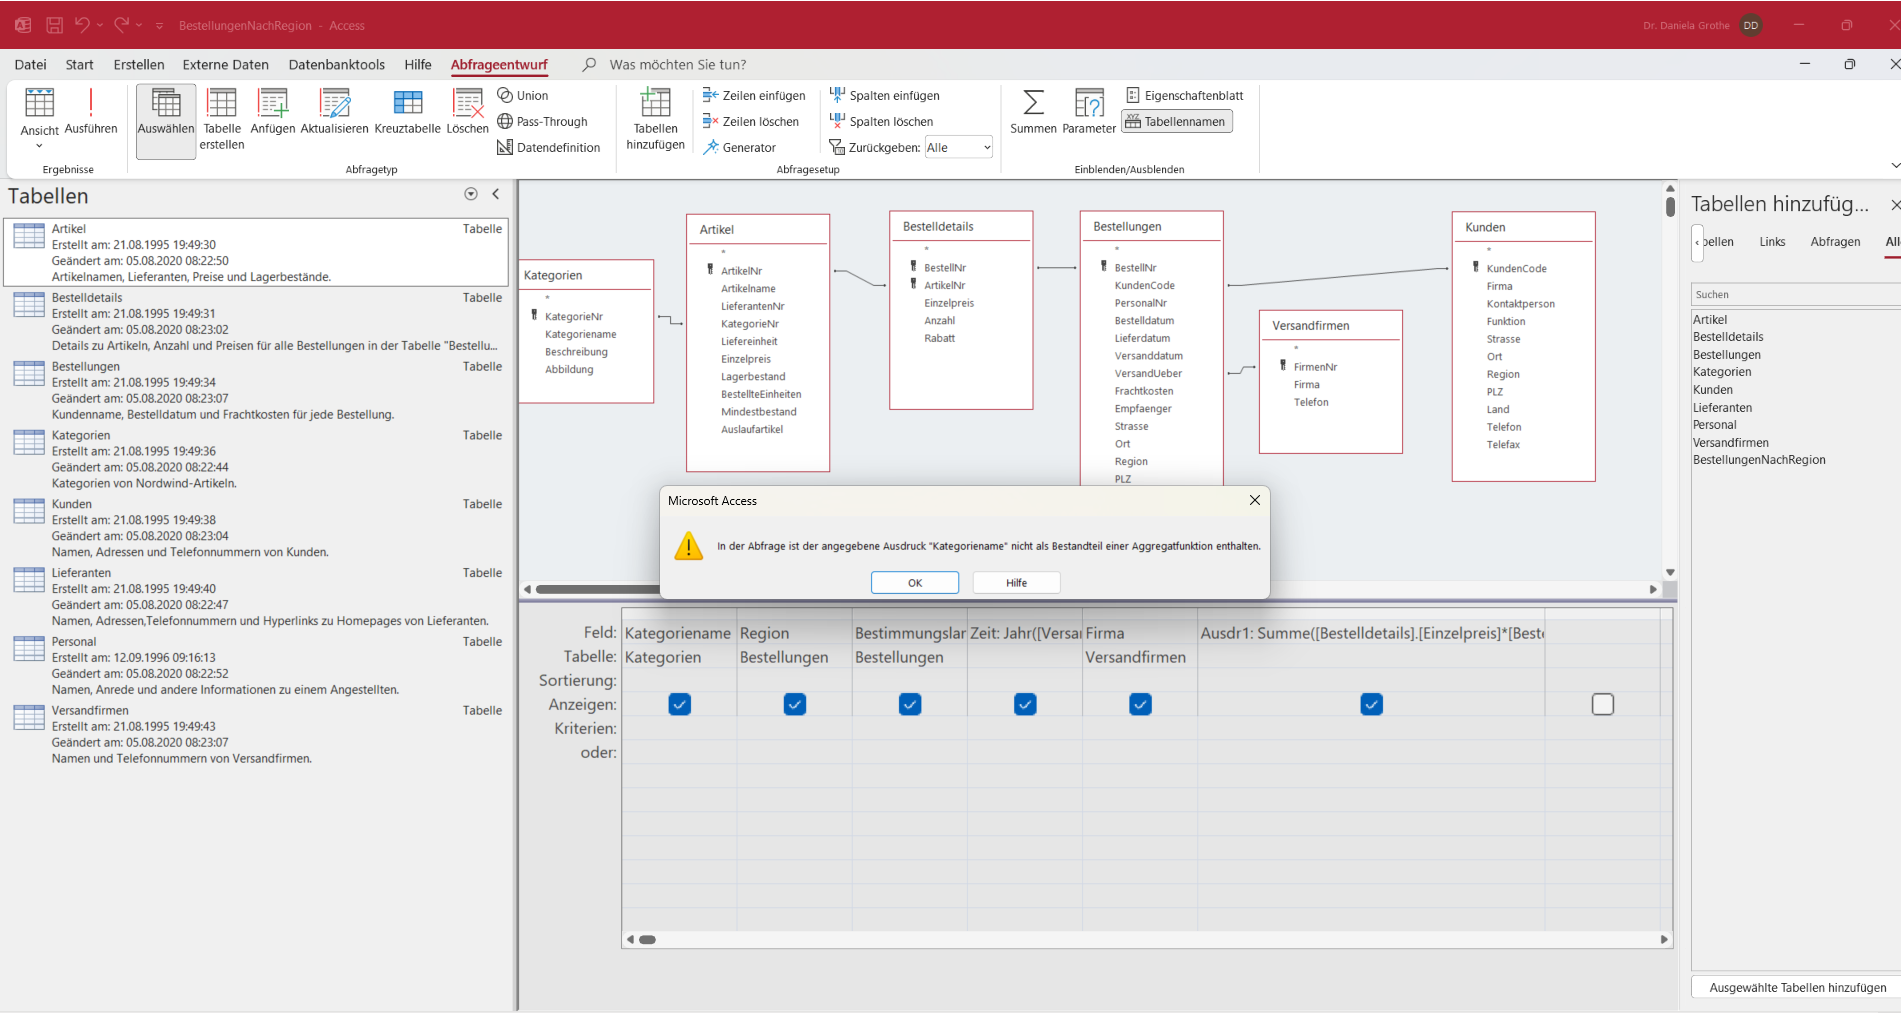 BestellungenNachRegion - Access
Dr. Daniela Grothe DD
Datei Start Erstellen Externe Daten Datenbanktools Hilfe Abfrageentwurf Was möchten Sie tun?
Ansicht Ausführen
Ergebnisse
Auswählen Tabelle erstellen Anfügen Aktualisieren Kreuztabelle Löschen
Union
Pass-Through
Datendefinition
Abfragetyp
Tabellen hinzufügen
Zeilen einfügen
Zeilen löschen
Generator
Spalten einfügen
Spalten löschen
Zurückgeben: Alle
Abfragesetup
Summen Parameter
Eigenschaftenblatt
XYZ Tabellennamen
Einblenden/Ausblenden
Tabellen
Artikel Tabelle
Erstellt am: 21.08.1995 19:49:30
Geändert am: 05.08.2020 08:22:50
Artikelnamen, Lieferanten, Preise und Lagerbestände.
Bestelldetails Tabelle
Erstellt am: 21.08.1995 19:49:31
Geändert am: 05.08.2020 08:23:02
Details zu Artikeln, Anzahl und Preisen für alle Bestellungen in der Tabelle "Bestellu...
Bestellungen Tabelle
Erstellt am: 21.08.1995 19:49:34
Geändert am: 05.08.2020 08:23:07
Kundenname, Bestelldatum und Frachtkosten für jede Bestellung.
Kategorien Tabelle
Erstellt am: 21.08.1995 19:49:36
Geändert am: 05.08.2020 08:22:44
Kategorien von Nordwind-Artikeln.
Kunden Tabelle
Erstellt am: 21.08.1995 19:49:38
Geändert am: 05.08.2020 08:23:04
Namen, Adressen und Telefonnummern von Kunden.
Lieferanten Tabelle
Erstellt am: 21.08.1995 19:49:40
Geändert am: 05.08.2020 08:22:47
Namen, Adressen,Telefonnummern und Hyperlinks zu Homepages von Lieferanten.
Personal Tabelle
Erstellt am: 12.09.1996 09:16:13
Geändert am: 05.08.2020 08:22:52
Namen, Anrede und andere Informationen zu einem Angestellten.
Versandfirmen Tabelle
Erstellt am: 21.08.1995 19:49:43
Geändert am: 05.08.2020 08:23:07
Namen und Telefonnummern von Versandfirmen.
Kategorien
*
KategorieNr
Kategoriename
Beschreibung
Abbildung
Artikel
*
ArtikelNr
Artikelname
LieferantenNr
KategorieNr
Liefereinheit
Einzelpreis
Lagerbestand
BestellteEinheiten
Mindestbestand
Auslaufartikel
Bestelldetails
*
BestellNr
ArtikelNr
Einzelpreis
Anzahl
Rabatt
Bestellungen
*
BestellNr
KundenCode
PersonalNr
Bestelldatum
Lieferdatum
Versanddatum
VersandUeber
Frachtkosten
Empfaenger
Strasse
Ort
Region
PLZ
Versandfirmen
*
FirmenNr
Firma
Telefon
Kunden
*
KundenCode
Firma
Kontaktperson
Funktion
Strasse
Ort
Region
PLZ
Land
Telefon
Telefax
Microsoft Access
In der Abfrage ist der angegebene Ausdruck "Kategoriename" nicht als Bestandteil einer Aggregatfunktion enthalten.
OK Hilfe
Feld: Kategoriename Region Bestimmungslar Zeit: Jahr([Versa Firma Ausdr1: Summe([Bestelldetails].[Einzelpreis]*[Best
Tabelle: Kategorien Bestellungen Bestellungen Versandfirmen
Sortierung:
Anzeigen:
Kriterien:
oder:
Tabellen hinzufüg...
bellen Links Abfragen All
Suchen
Artikel
Bestelldetails
Bestellungen
Kategorien
Kunden
Lieferanten
Personal
Versandfirmen
BestellungenNachRegion
Ausgewählte Tabellen hinzufügen